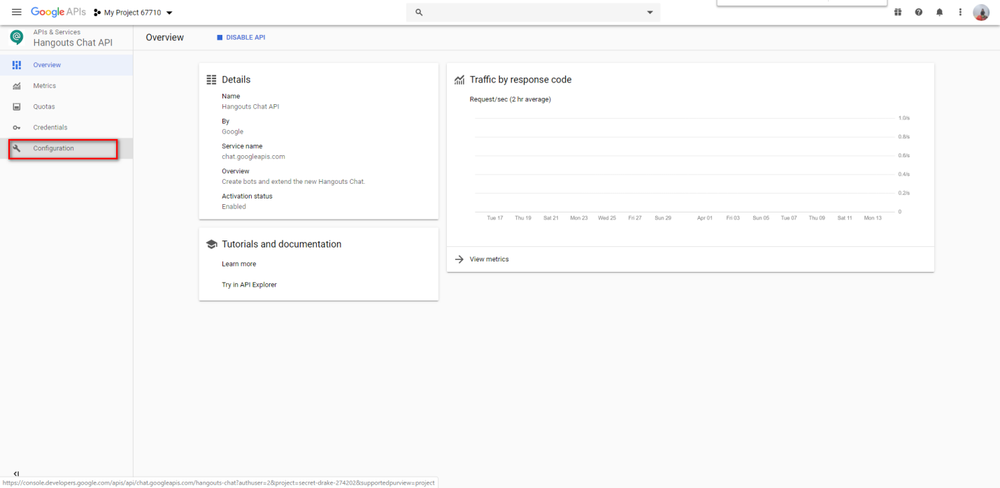 Google APIs
My Project 67710
APIs & Services
Hangouts Chat API
Overview
DISABLE API
Overview
Metrics
Quotas
Credentials
Configuration
Details
Name
Hangouts Chat API
By
Google
Service name
chat.googleapis.com
Overview
Create bots and extend the new Hangouts Chat.
Activation status
Enabled
Tutorials and documentation
Learn more
Try in API Explorer
Traffic by response code
Request/sec (2 hr average)
1.0/s
0.8/s
0.6/s
0.4/s
0.2/s
0
Tue 17 Thu 19 Sat 21 Mon 23 Wed 25 Fri 27 Sun 29 Apr 01 Fri 03 Sun 05 Tue 07 Thu 09 Sat 11 Mon 13
View metrics
https://console.developers.google.com/apis/api/chat.googleapis.com/hangouts-chat?authuser=2&project=secret-drake-274202&supportedpurview=project